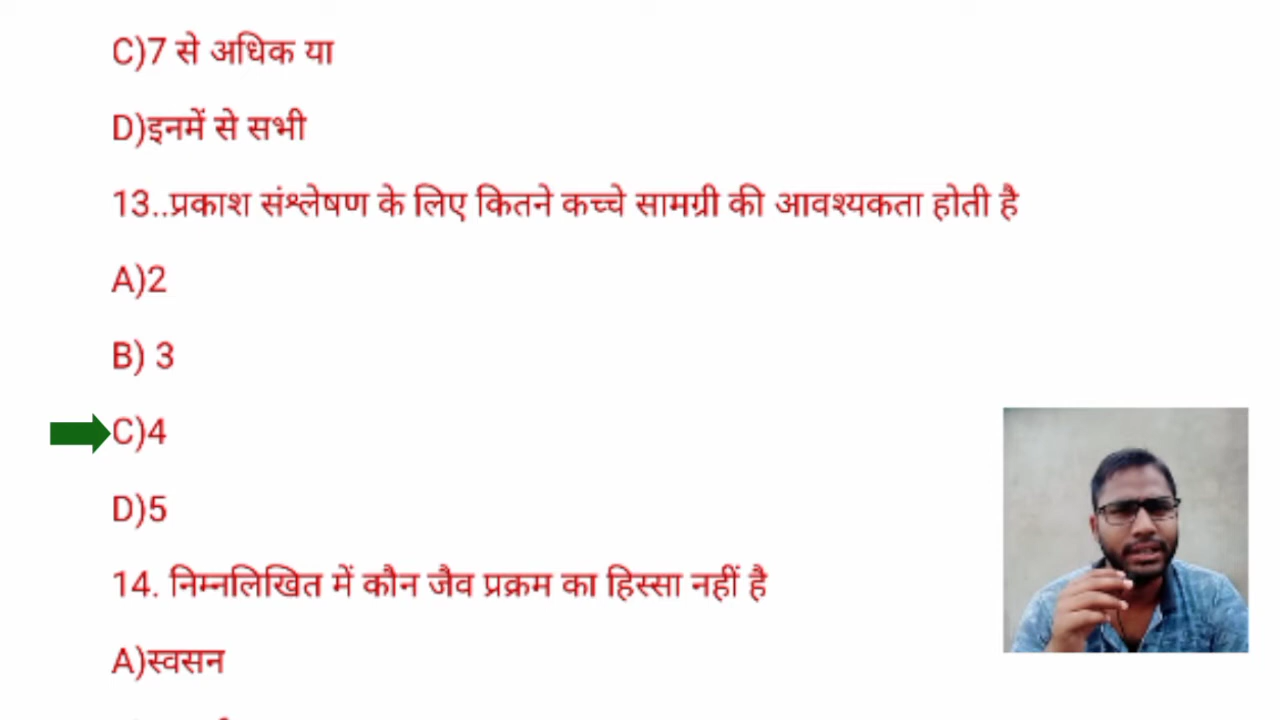 C)7 से अधिक या
D)इनमें से सभी
13..प्रकाश संश्लेषण के लिए कितने कच्चे सामग्री की आवश्यकता होती है
A)2
B) 3
C)4
D)5
14. निम्नलिखित में कौन जैव प्रक्रम का हिस्सा नहीं है
A)स्वसन